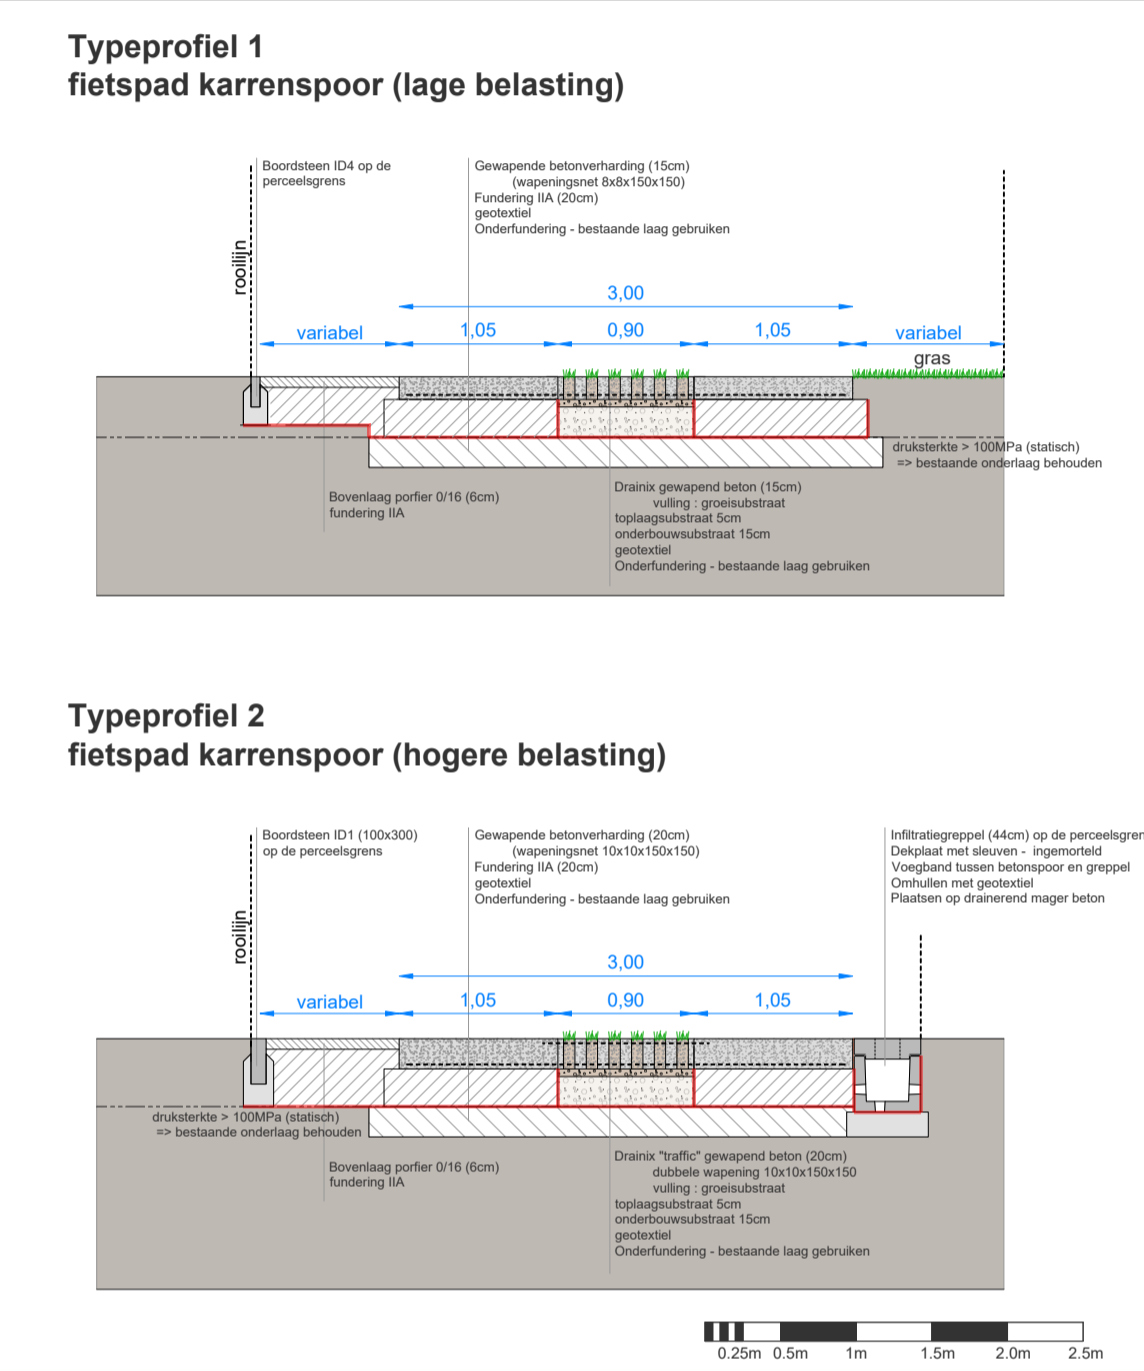 Typeprofiel 1
fietspad karrenspoor (lage belasting)
Boordsteen ID4 op de
perceelsgrens
Gewapende betonverharding (15cm)
(wapeningsnet 8x8x150x150)
Fundering IIA (20cm)
geotextiel
Onderfundering - bestaande laag gebruiken
rooilijn
3,00
variabel
1,05
0,90
1,05
variabel
gras
druksterkte > 100MPa (statisch)
=> bestaande onderlaag behouden
Bovenlaag porfier 0/16 (6cm)
fundering IIA
Drainix gewapend beton (15cm)
vulling : groeisubstraat
toplaagsubstraat 5cm
onderbouwsubstraat 15cm
geotextiel
Onderfundering - bestaande laag gebruiken
Typeprofiel 2
fietspad karrenspoor (hogere belasting)
Boordsteen ID1 (100x300)
op de perceelsgrens
Gewapende betonverharding (20cm)
(wapeningsnet 10x10x150x150)
Fundering IIA (20cm)
geotextiel
Onderfundering - bestaande laag gebruiken
Infiltratiegreppel (44cm) op de perceelsgren
Dekplaat met sleuven - ingemorteld
Voegband tussen betonspoor en greppel
Omhullen met geotextiel
Plaatsen op drainerend mager beton
rooilijn
3,00
variabel
1,05
0,90
1,05
druksterkte > 100MPa (statisch)
=> bestaande onderlaag behouden
Bovenlaag porfier 0/16 (6cm)
fundering IIA
Drainix "traffic" gewapend beton (20cm)
dubbele wapening 10x10x150x150
vulling : groeisubstraat
toplaagsubstraat 5cm
onderbouwsubstraat 15cm
geotextiel
Onderfundering - bestaande laag gebruiken
0.25m 0.5m 1m 1.5m 2.0m 2.5m